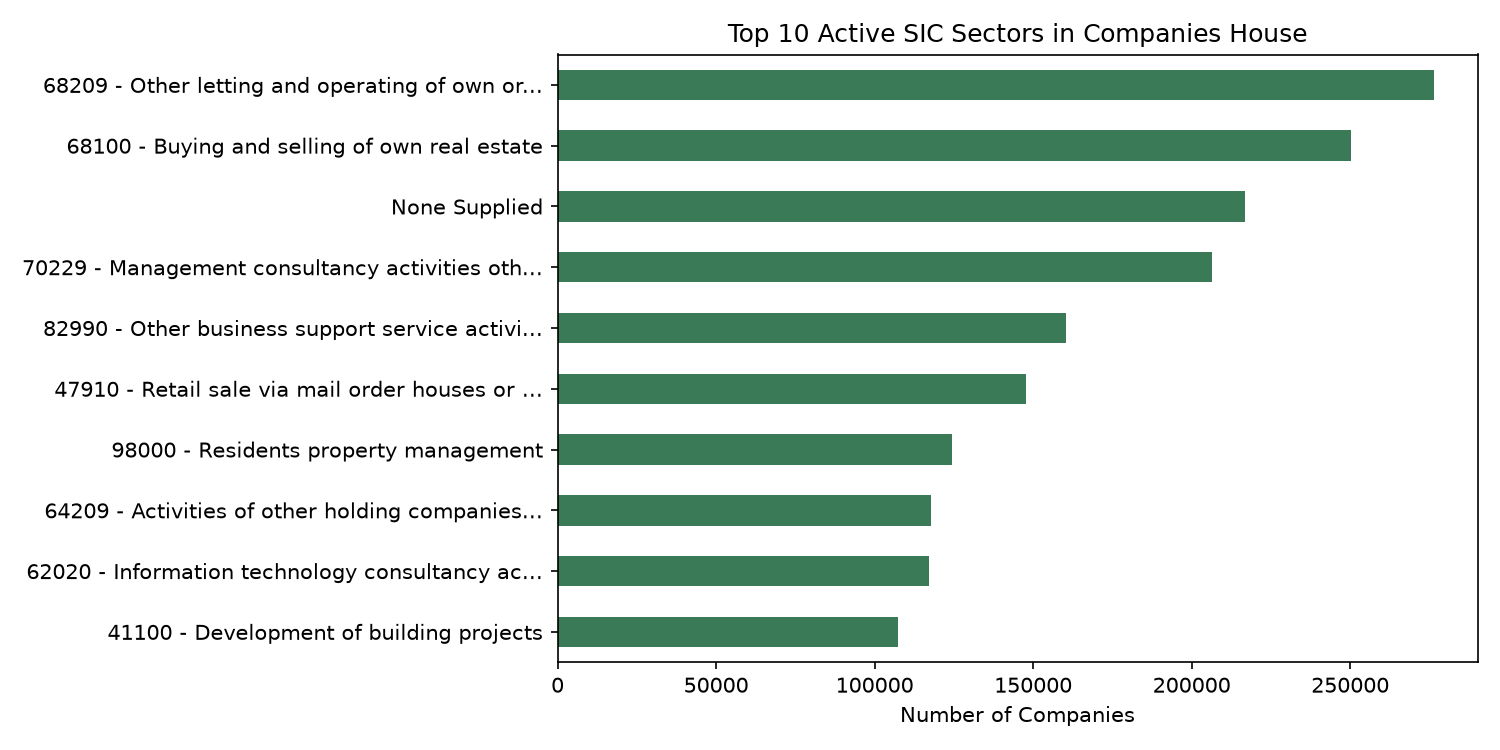 Top 10 Active SIC Sectors in Companies House
68209 - Other letting and operating of own or...
68100 - Buying and selling of own real estate
None Supplied
70229 - Management consultancy activities oth...
82990 - Other business support service activi...
47910 - Retail sale via mail order houses or ...
98000 - Residents property management
64209 - Activities of other holding companies...
62020 - Information technology consultancy ac...
41100 - Development of building projects
0 50000 100000 150000 200000 250000
Number of Companies